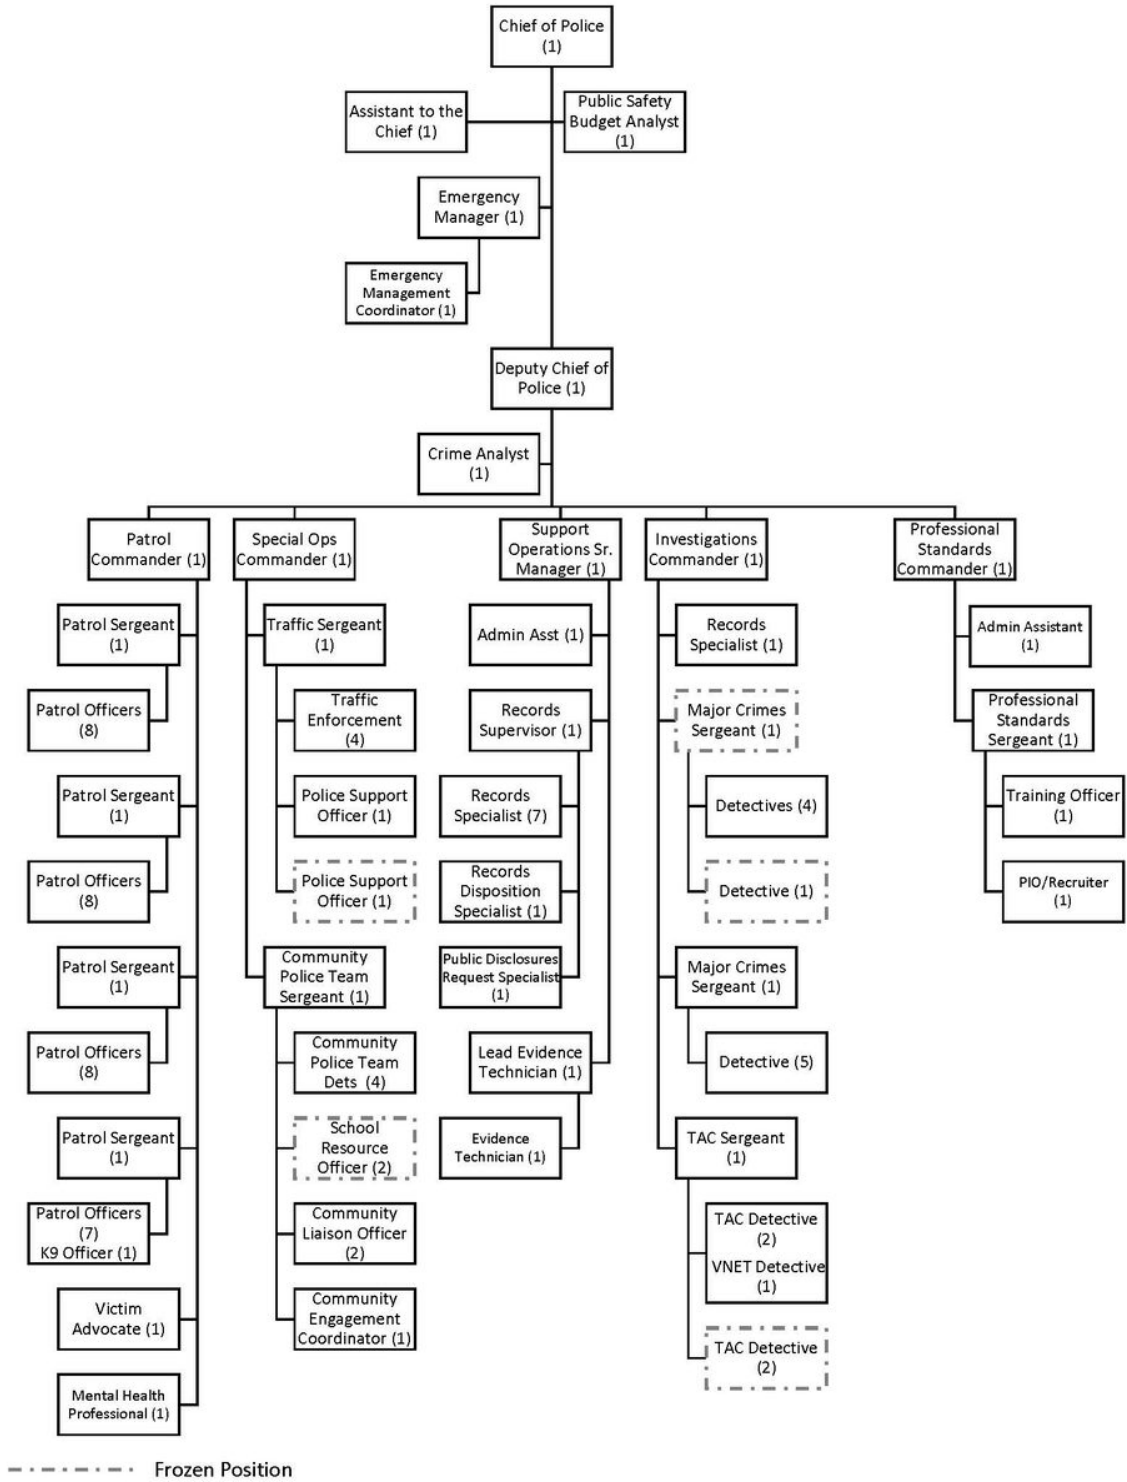 Chief of Police
(1)
Assistant to the
Chief (1)
Public Safety
Budget Analyst
(1)
Emergency
Manager (1)
Emergency
Management
Coordinator (1)
Deputy Chief of
Police (1)
Crime Analyst
(1)
Patrol
Commander (1)
Patrol Sergeant
(1)
Patrol Officers
(8)
Patrol Sergeant
(1)
Patrol Officers
(8)
Patrol Sergeant
(1)
Patrol Officers
(8)
Patrol Sergeant
(1)
Patrol Officers
(7)
K9 Officer (1)
Victim
Advocate (1)
Mental Health
Professional (1)
Special Ops
Commander (1)
Traffic Sergeant
(1)
Traffic
Enforcement
(4)
Police Support
Officer (1)
Police Support
Officer (1)
Community
Police Team
Sergeant (1)
Community
Police Team
Dets (4)
School
Resource
Officer (2)
Community
Liaison Officer
(2)
Community
Engagement
Coordinator (1)
Support
Operations Sr.
Manager (1)
Admin Asst (1)
Records
Supervisor (1)
Records
Specialist (7)
Records
Disposition
Specialist (1)
Public Disclosures
Request Specialist
(1)
Lead Evidence
Technician (1)
Evidence
Technician (1)
Investigations
Commander (1)
Records
Specialist (1)
Major Crimes
Sergeant (1)
Detectives (4)
Detective (1)
Major Crimes
Sergeant (1)
Detective (5)
TAC Sergeant
(1)
TAC Detective
(2)
VNET Detective
(1)
TAC Detective
(2)
Professional
Standards
Commander (1)
Admin Assistant
(1)
Professional
Standards
Sergeant (1)
Training Officer
(1)
PIO/Recruiter
(1)
Frozen Position